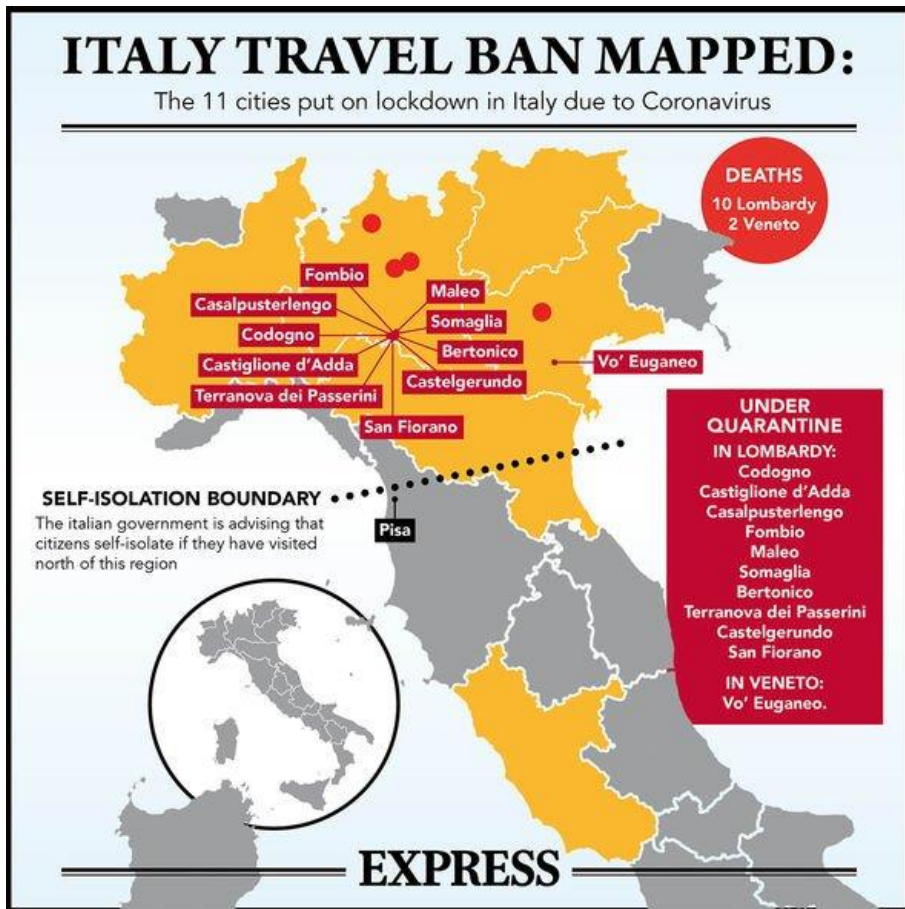 ITALY TRAVEL BAN MAPPED:
The 11 cities put on lockdown in Italy due to Coronavirus
DEATHS
10 Lombardy
2 Veneto
Fombio
Casalpusterlengo
Codogno
Castiglione d'Adda
Terranova dei Passerini
San Fiorano
Maleo
Somaglia
Bertonico
Castelgerundo
Vo' Euganeo
SELF-ISOLATION BOUNDARY
The italian government is advising that
citizens self-isolate if they have visited
north of this region
Pisa
UNDER
QUARANTINE
IN LOMBARDY:
Codogno
Castiglione d'Adda
Casalpusterlengo
Fombio
Maleo
Somaglia
Bertonico
Terranova dei Passerini
Castelgerundo
San Fiorano
IN VENETO:
Vo' Euganeo.
EXPRESS